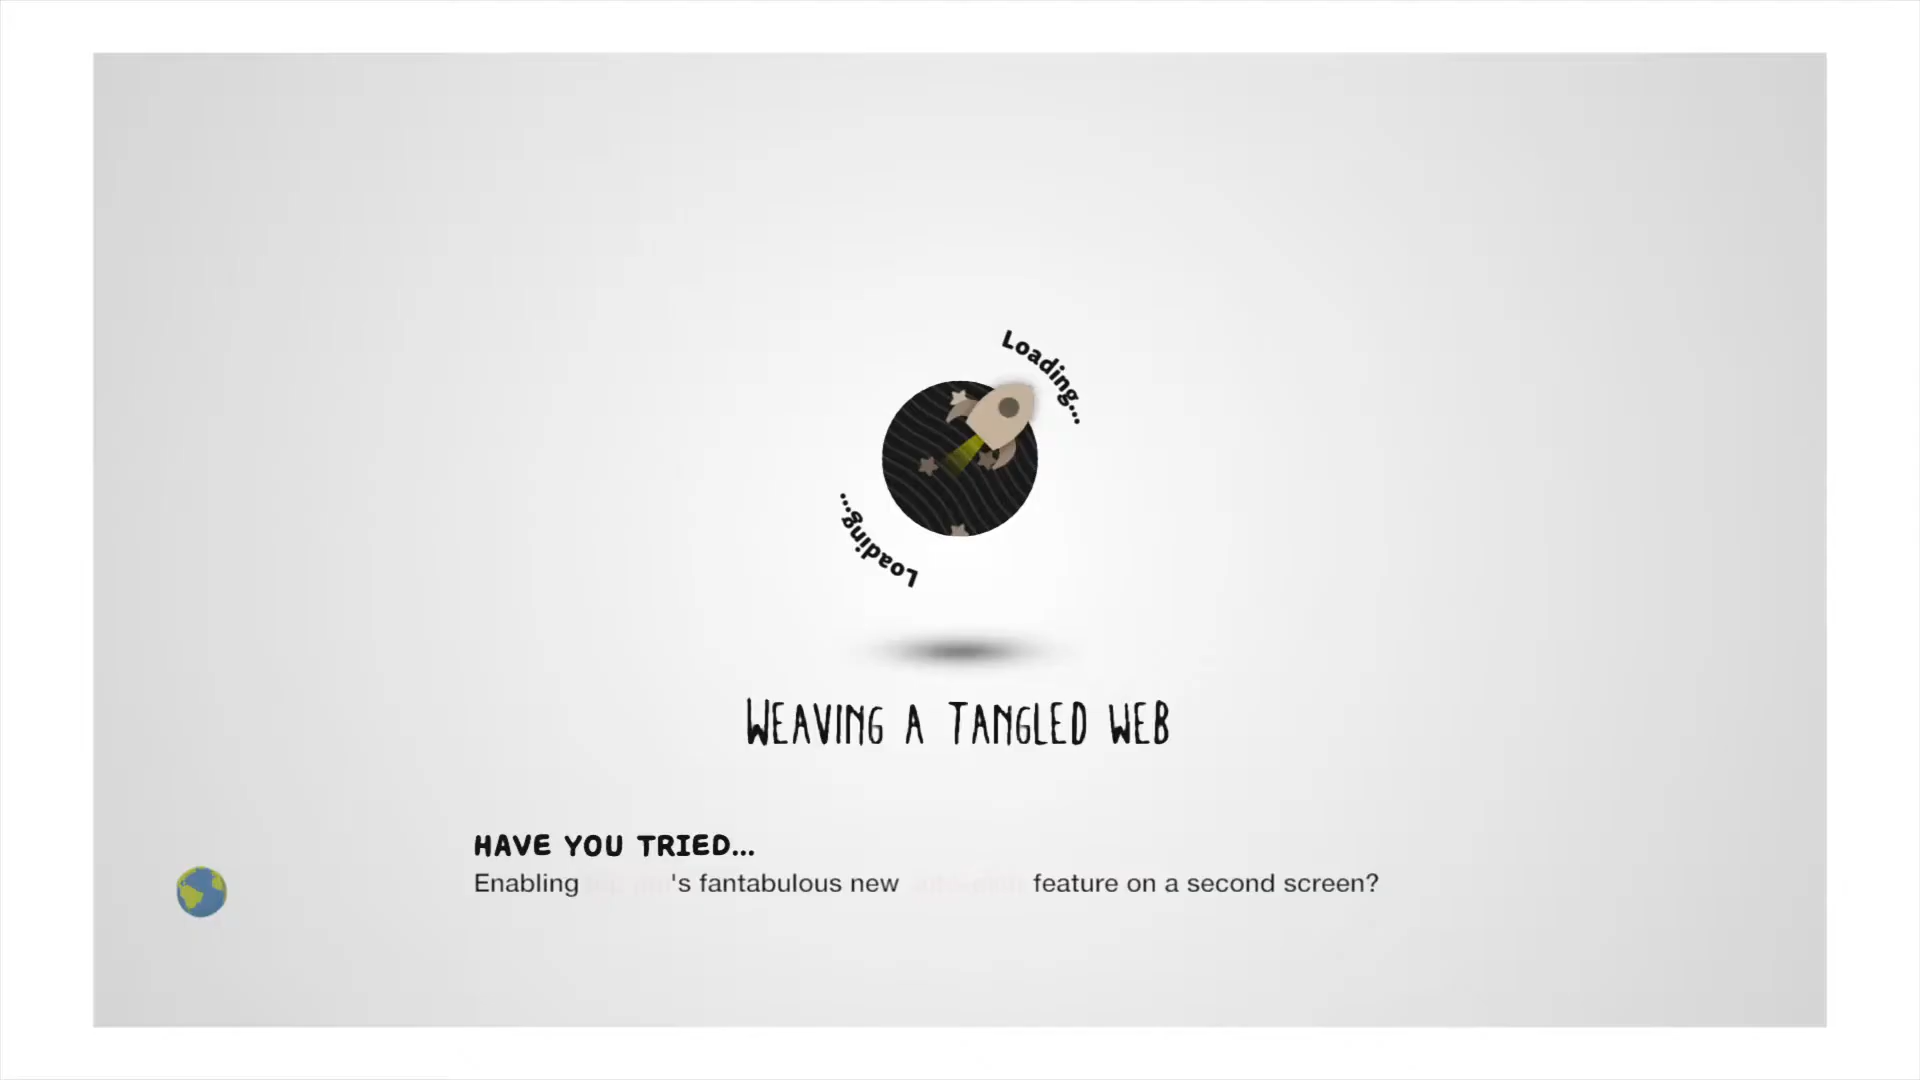 Loading...
Loading...
WEAVING A TANGLED WEB
HAVE YOU TRIED...
Enabling 's fantabulous new feature on a second screen?